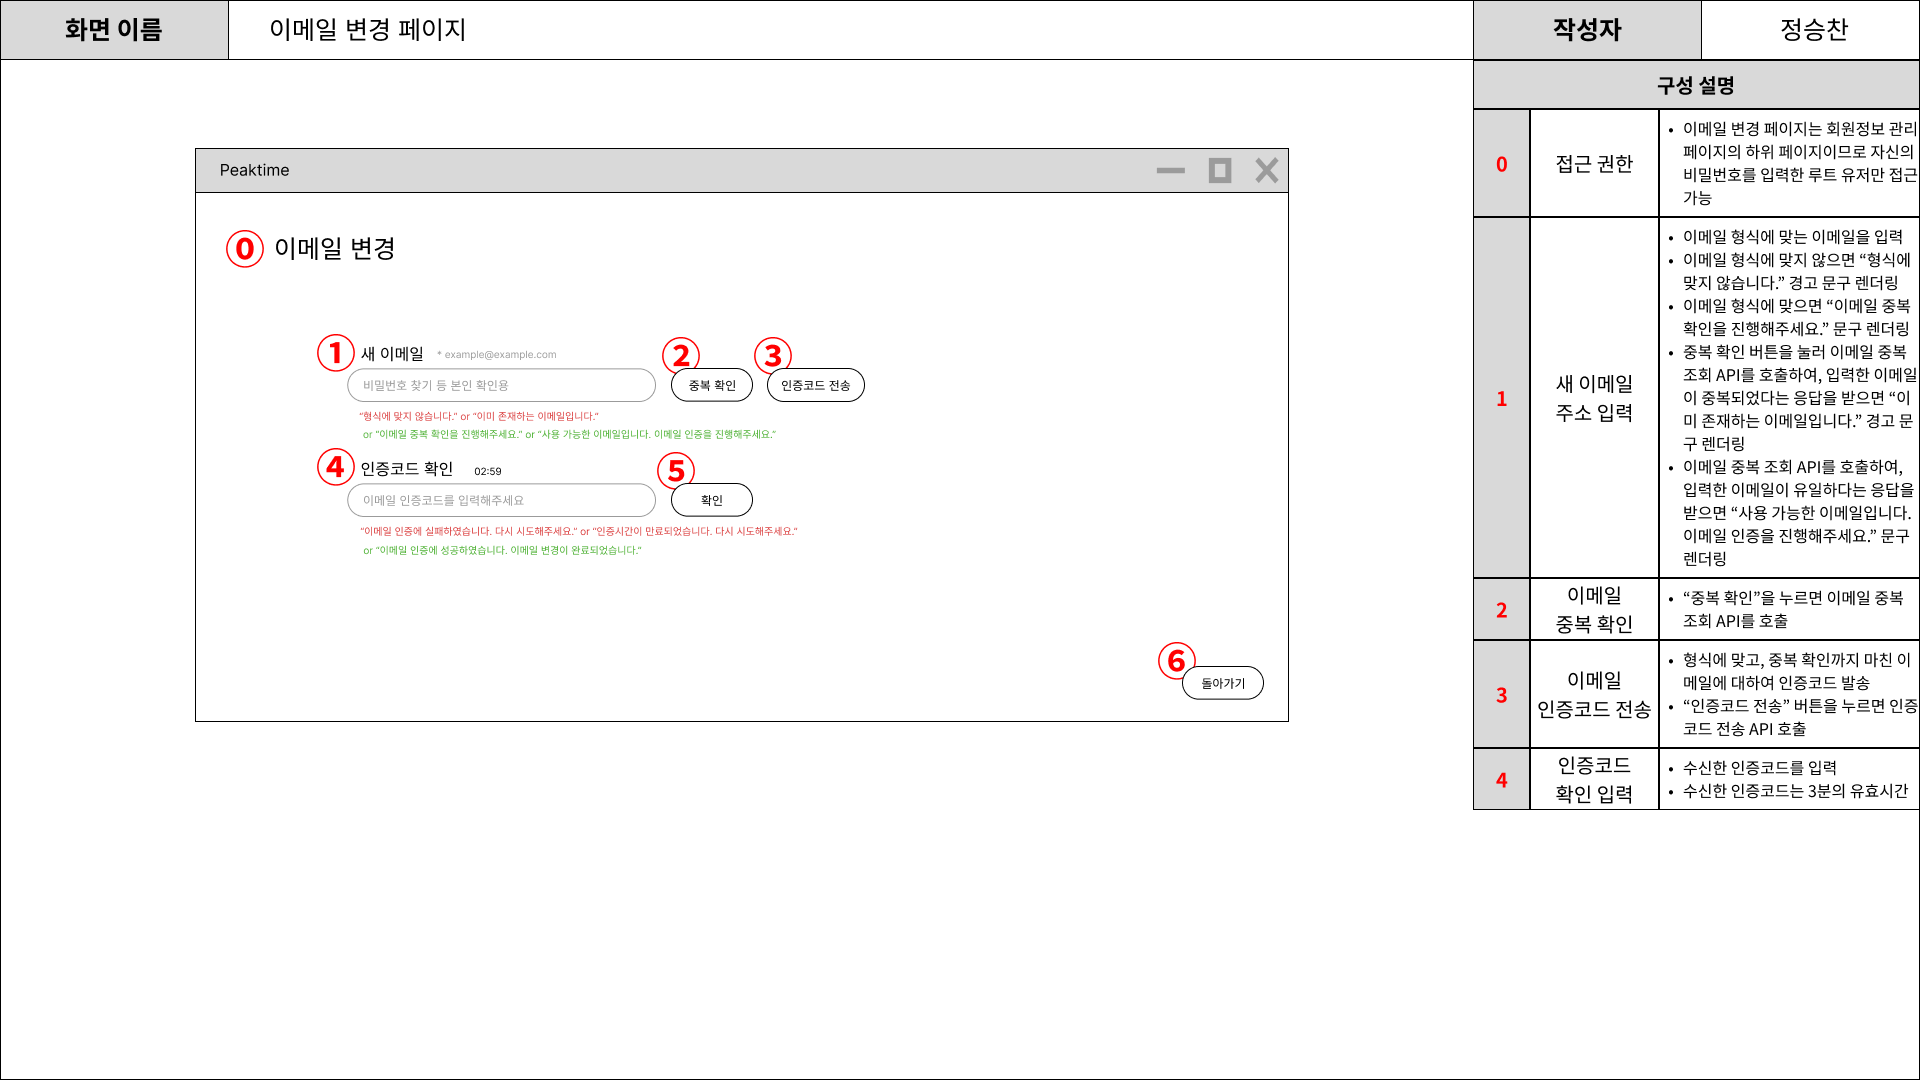 화면 이름
이메일 변경 페이지
작성자
정승찬
Peaktime
0 이메일 변경
1 새 이메일 * example@example.com
비밀번호 찾기 등 본인 확인용
2
중복 확인
3
인증코드 전송
"형식에 맞지 않습니다." or "이미 존재하는 이메일입니다."
or "이메일 중복 확인을 진행해주세요." or "사용 가능한 이메일입니다. 이메일 인증을 진행해주세요."
4 인증코드 확인 02:59
이메일 인증코드를 입력해주세요
5
확인
"이메일 인증에 실패하였습니다. 다시 시도해주세요." or "인증시간이 만료되었습니다. 다시 시도해주세요."
or "이메일 인증에 성공하였습니다. 이메일 변경이 완료되었습니다."
6
돌아가기
구성 설명
0
접근 권한
• 이메일 변경 페이지는 회원정보 관리
페이지의 하위 페이지이므로 자신의
비밀번호를 입력한 루트 유저만 접근
가능
1
새 이메일
주소 입력
• 이메일 형식에 맞는 이메일을 입력
• 이메일 형식에 맞지 않으면 “형식에
맞지 않습니다.” 경고 문구 렌더링
• 이메일 형식에 맞으면 “이메일 중복
확인을 진행해주세요.” 문구 렌더링
• 중복 확인 버튼을 눌러 이메일 중복
조회 API를 호출하여, 입력한 이메일
이 중복되었다는 응답을 받으면 “이
미 존재하는 이메일입니다.” 경고 문
구 렌더링
• 이메일 중복 조회 API를 호출하여,
입력한 이메일이 유일하다는 응답을
받으면 “사용 가능한 이메일입니다.
이메일 인증을 진행해주세요.” 문구
렌더링
2
이메일
중복 확인
• “중복 확인”을 누르면 이메일 중복
조회 API를 호출
3
이메일
인증코드 전송
• 형식에 맞고, 중복 확인까지 마친 이
메일에 대하여 인증코드 발송
• “인증코드 전송” 버튼을 누르면 인증
코드 전송 API 호출
4
인증코드
확인 입력
• 수신한 인증코드를 입력
• 수신한 인증코드는 3분의 유효시간